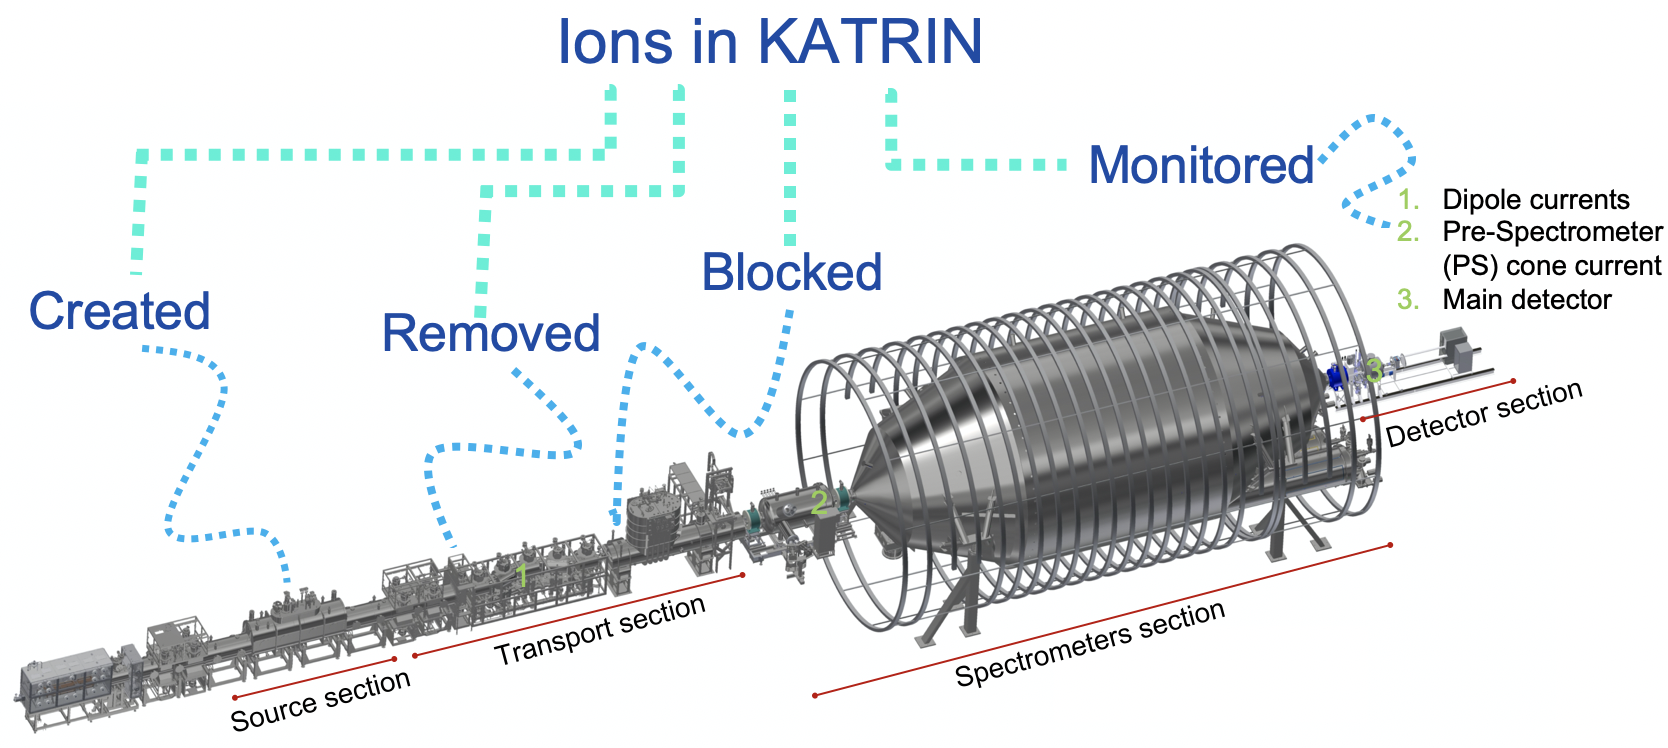 Ions in KATRIN
Created
Removed
Blocked
Monitored
1. Dipole currents
2. Pre-Spectrometer
(PS) cone current
3. Main detector
1
2
3
Source section
Transport section
Spectrometers section
Detector section